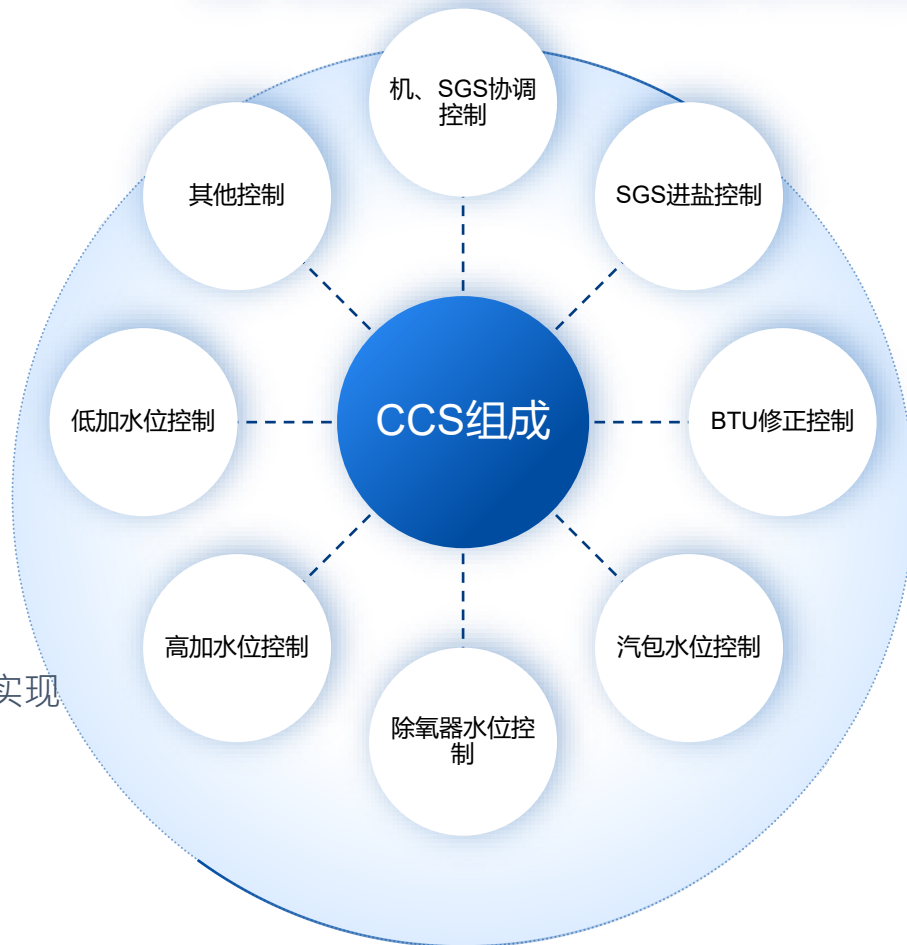 机、SGS协调
控制
其他控制
SGS进盐控制
CCS组成
低加水位控制
BTU修正控制
高加水位控制
汽包水位控制
实现
除氧器水位控
制